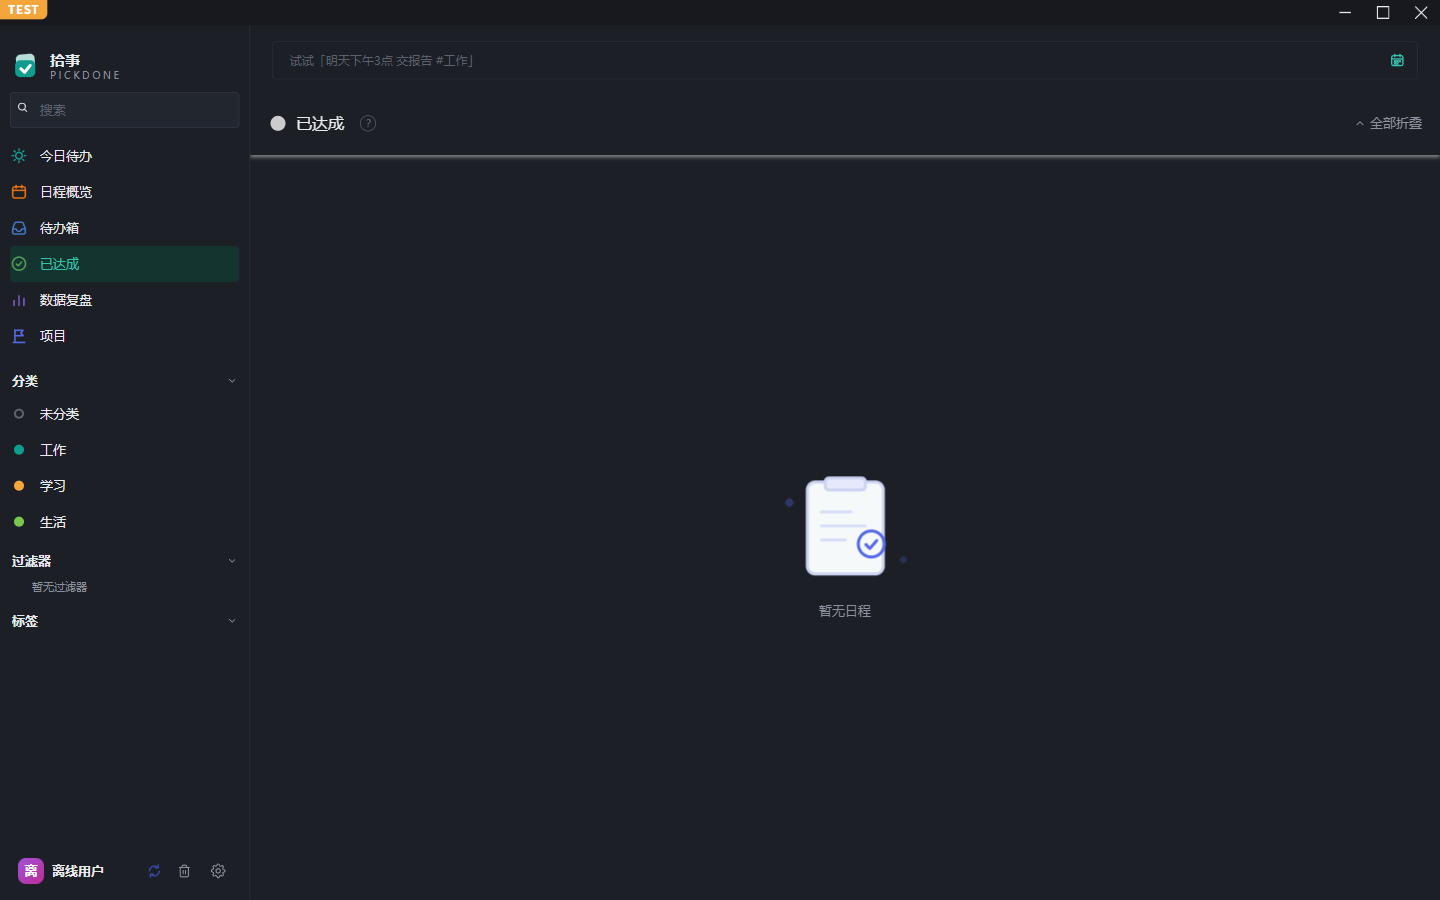 TEST
拾事
PICKDONE
搜索
今日待办
日程概览
待办箱
已达成
数据复盘
项目
分类
未分类
工作
学习
生活
过滤器
暂无过滤器
标签
离 离线用户
试试「明天下午3点 交报告 #工作」
已达成 ?
全部折叠
暂无日程